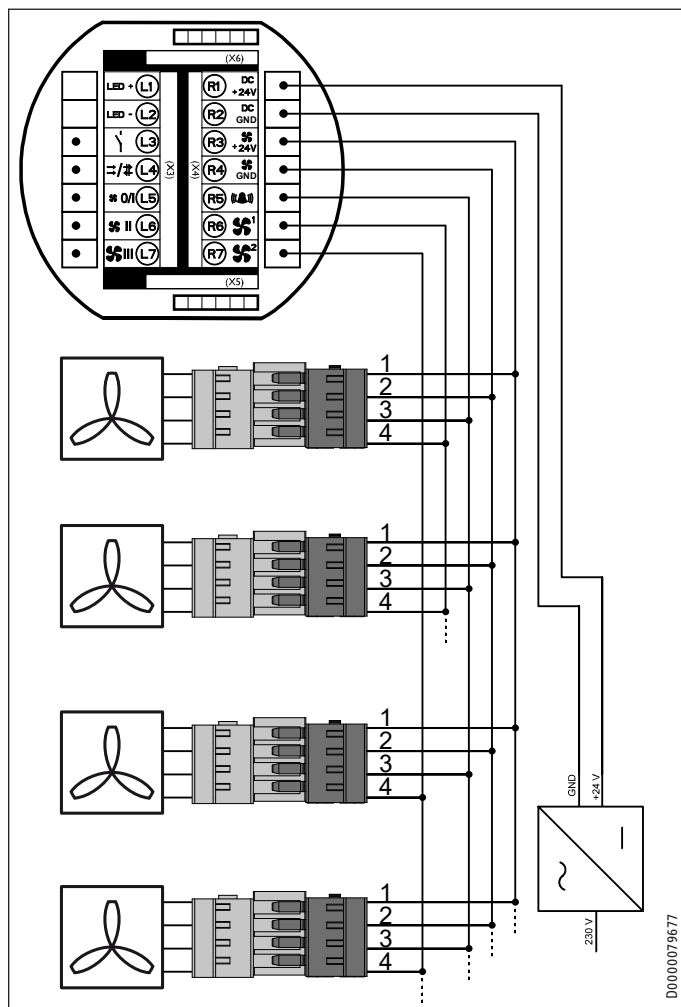 (X6)
LED + L1
R1 DC +24V
LED - L2
R2 DC GND
L3
R3 +24V
L4
R4 GND
0/I L5
R5
II L6
R6 1
III L7
R7 2
(X3)
(X4)
(X5)
1
2
3
4
1
2
3
4
1
2
3
4
GND
+24 V
1
2
3
4
230 V
D0000079677